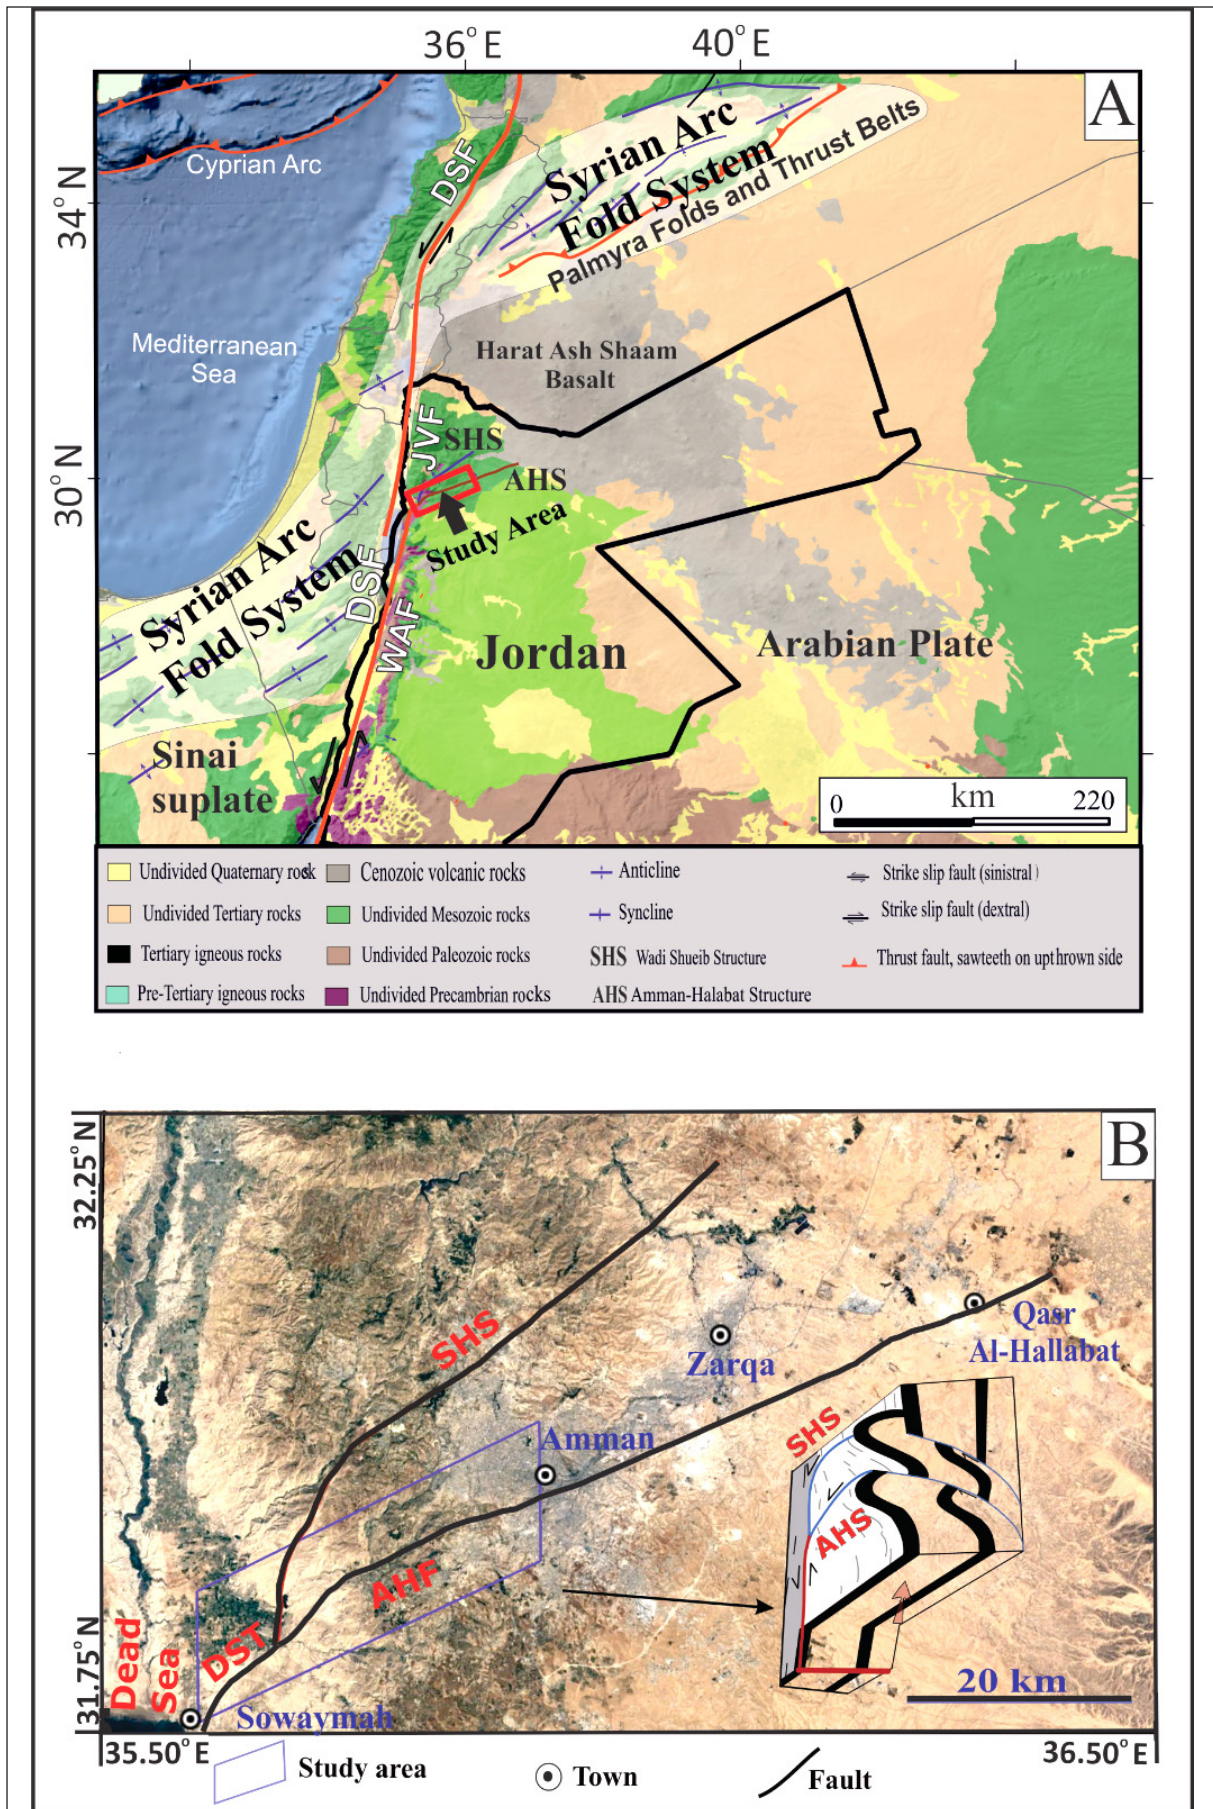 36° E
40° E
A
34° N
30° N
Cyprian Arc
DSF
Syrian Arc
Fold System
Palmyra Folds and Thrust Belts
Mediterranean
Sea
Harat Ash Shaam
Basalt
JVF
SHS
AHS
Study Area
Syrian Arc
Fold System
DSF
WAF
Jordan
Arabian Plate
Sinai
suplate
0 km 220
Undivided Quaternary rosk
Undivided Tertiary rocks
Tertiary igneous rocks
Pre-Tertiary igneous rocks
Cenozoic volcanic rocks
Undivided Mesozoic rocks
Undivided Paleozoic rocks
Undivided Precambrian rocks
Anticline
Syncline
SHS Wadi Shueib Structure
AHS Amman-Halabat Structure
Strike slip fault (sinistral )
Strike slip fault (dextral)
Thrust fault, sawteeth on upthrown side
B
32.25° N
31.75° N
SHS
Qasr
Al-Hallabat
Zarqa
Amman
SHS
AHS
AHF
DST
Dead
Sea
Sowaymah
20 km
35.50° E
36.50° E
Study area
Town
Fault